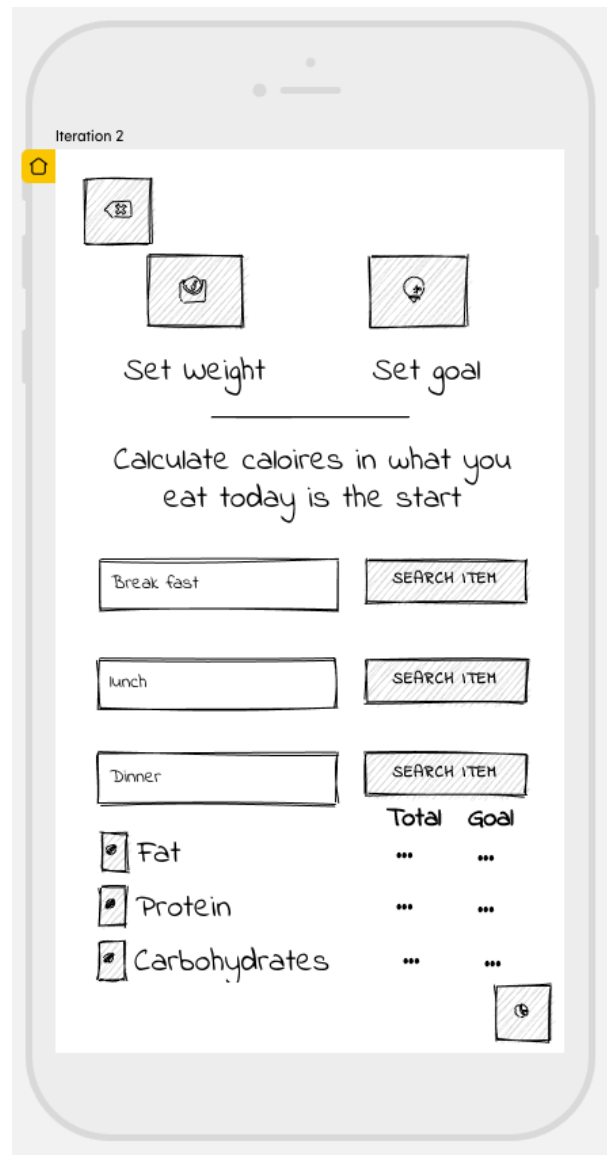 Iteration 2
Set weight
Set goal
Calculate caloires in what you
eat today is the start
Break fast
SEARCH ITEM
lunch
SEARCH ITEM
Dinner
SEARCH ITEM
Total Goal
Fat ... ...
Protein ... ...
Carbohydrates ... ...